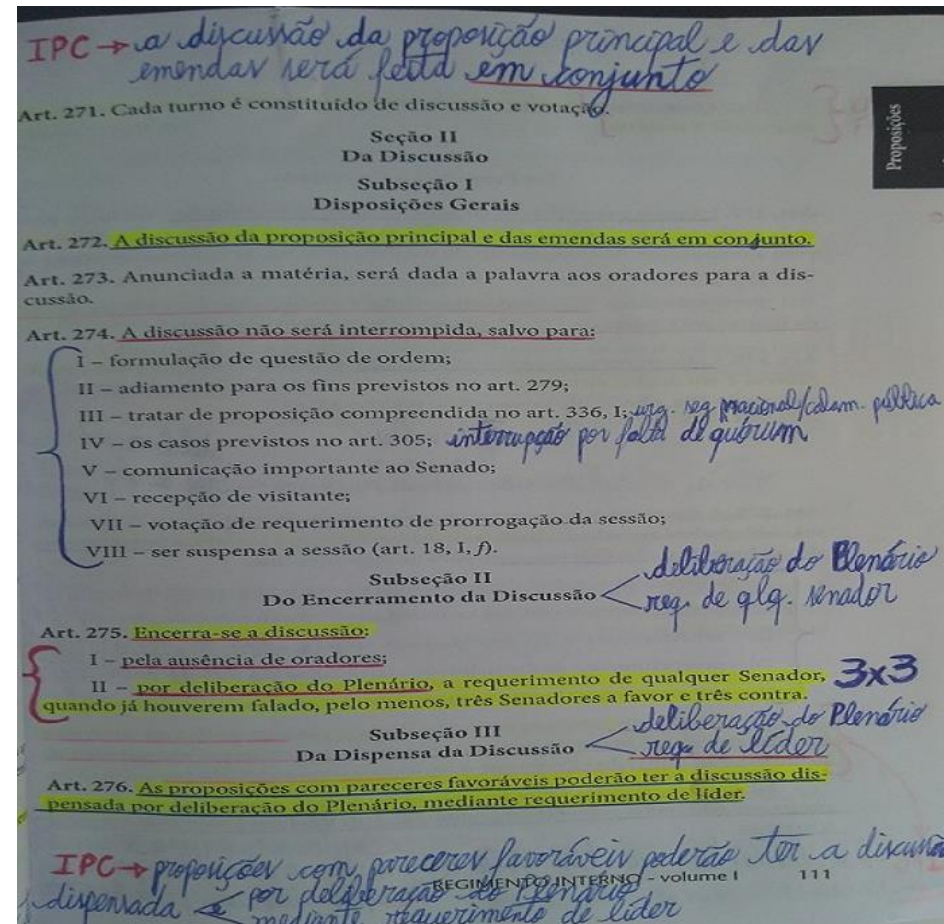 IPC → a discussão da proposição principal e das
emendas será feita em conjunto
Art. 271. Cada turno é constituído de discussão e votação.
Proposições
Seção II
Da Discussão
Subseção I
Disposições Gerais
Art. 272. A discussão da proposição principal e das emendas será em conjunto.
Art. 273. Anunciada a matéria, será dada a palavra aos oradores para a dis-
cussão.
Art. 274. A discussão não será interrompida, salvo para:
I – formulação de questão de ordem;
II – adiamento para os fins previstos no art. 279;
III – tratar de proposição compreendida no art. 336, I; urg. seg nacional/calam. pública
IV – os casos previstos no art. 305; interrupção por falta de quórum
V – comunicação importante ao Senado;
VI – recepção de visitante;
VII – votação de requerimento de prorrogação da sessão;
VIII – ser suspensa a sessão (art. 18, I, f).
Subseção II
deliberação do Plenário
Do Encerramento da Discussão
req. de qlq. senador
Art. 275. Encerra-se a discussão:
I – pela ausência de oradores;
II – por deliberação do Plenário, a requerimento de qualquer Senador, 3x3
quando já houverem falado, pelo menos, três Senadores a favor e três contra.
Subseção III
deliberação do Plenário
Da Dispensa da Discussão
req. de líder
Art. 276. As proposições com pareceres favoráveis poderão ter a discussão dis-
pensada por deliberação do Plenário, mediante requerimento de líder.
IPC → proposições com pareceres favoráveis poderão ter a discussão
REGIMENTO INTERNO - volume I 111
dispensada por deliberação do Plenário
mediante requerimento de líder